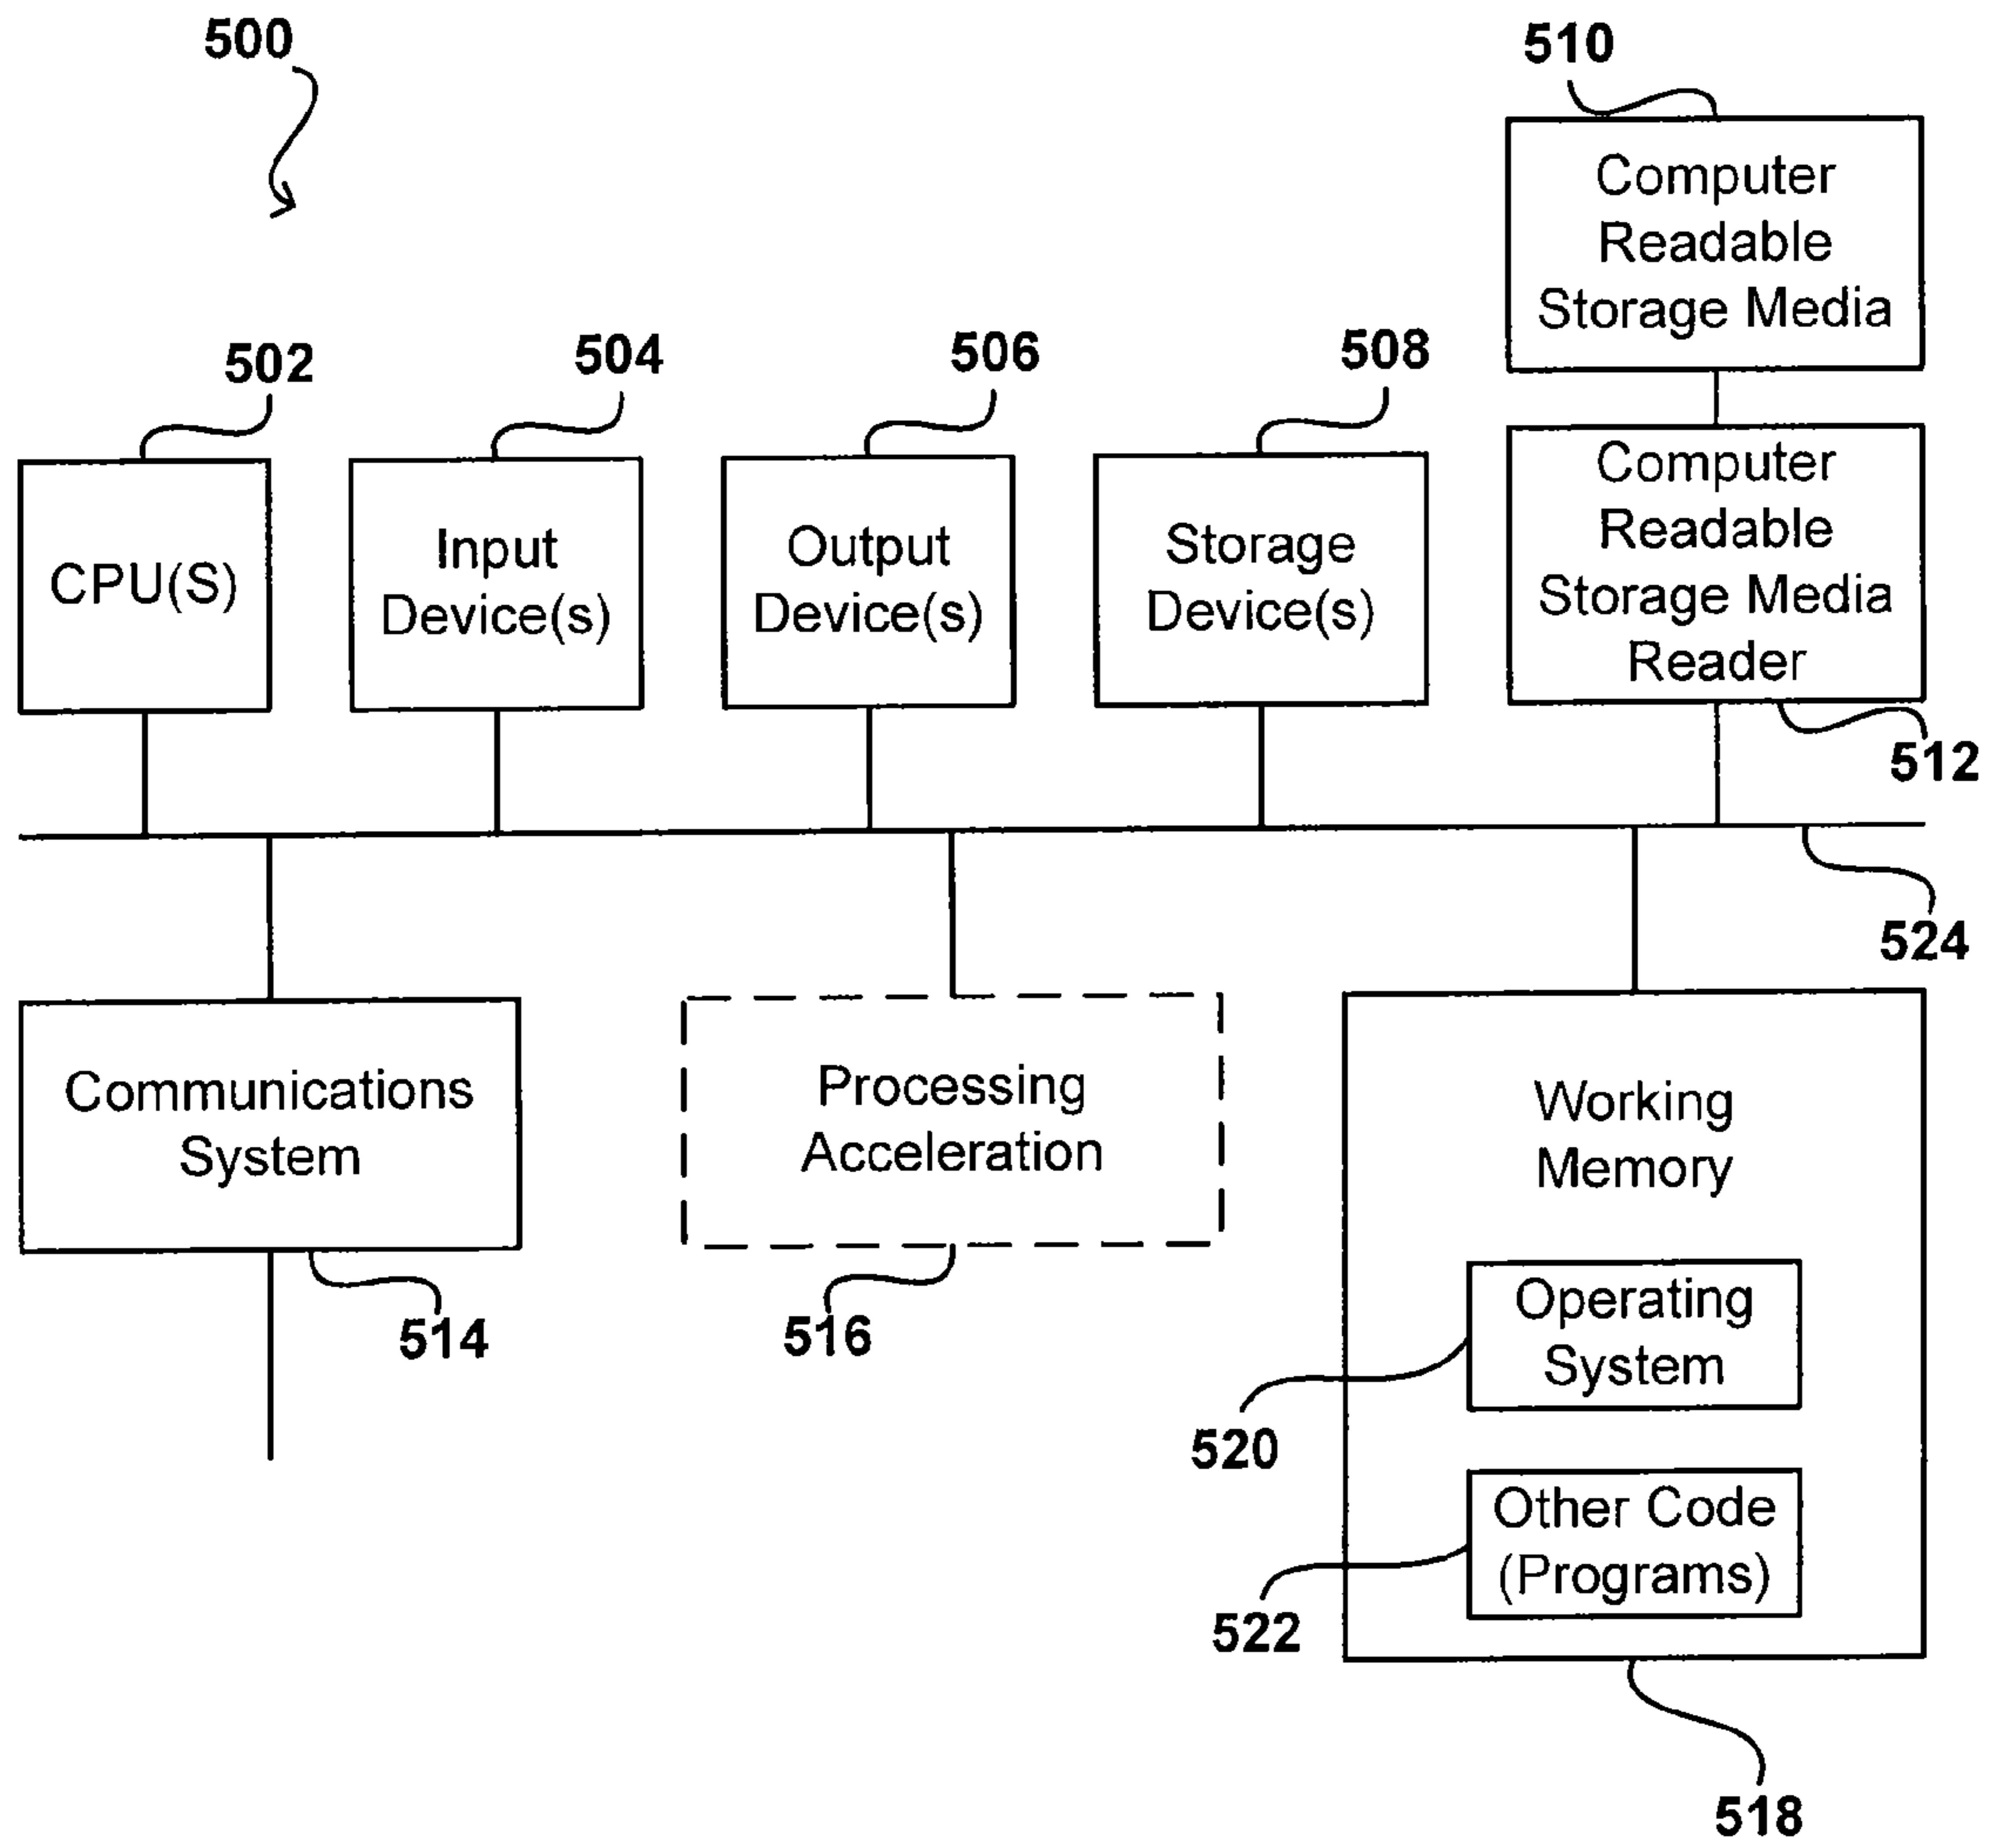 500
510
Computer
Readable
Storage Media
502
504
506
508
CPU(S)
Input
Device(s)
Output
Device(s)
Storage
Device(s)
Computer
Readable
Storage Media
Reader
512
524
Communications
System
514
Processing
Acceleration
516
Working
Memory
Operating
System
520
Other Code
(Programs)
522
518